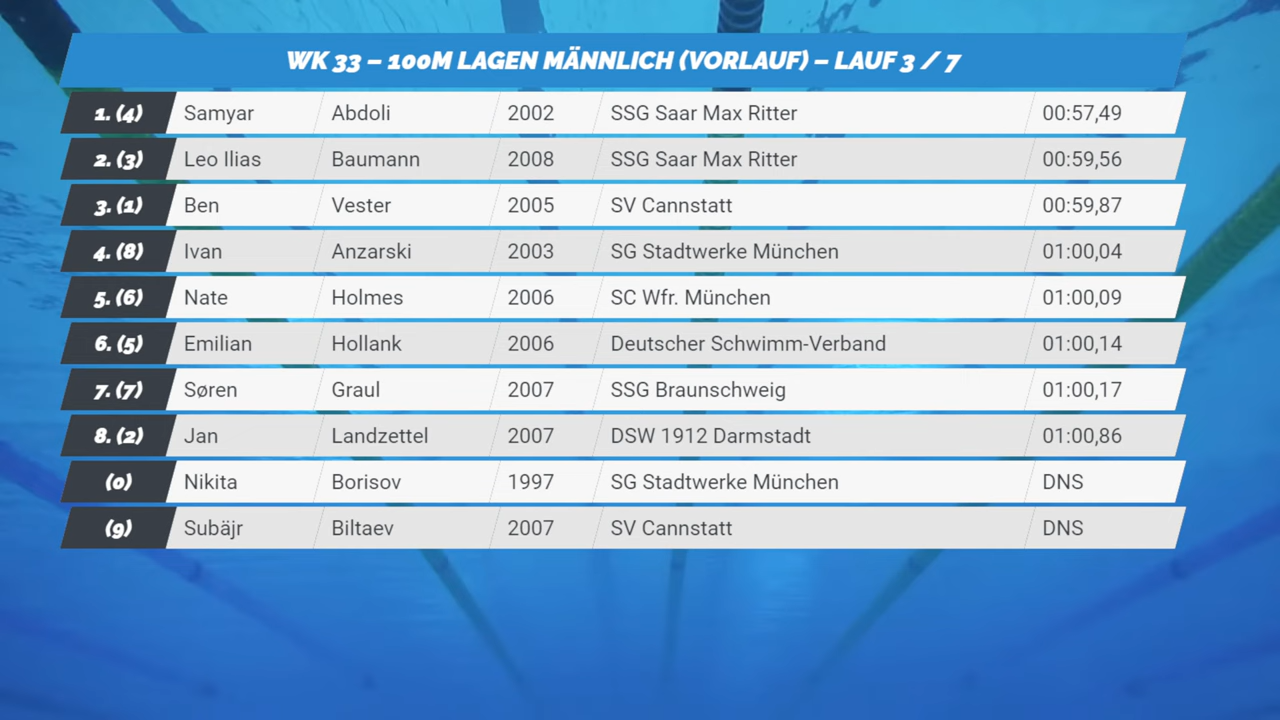 WK 33 – 100M LAGEN MÄNNLICH (VORLAUF) – LAUF 3 / 7
1. (4) Samyar Abdoli 2002 SSG Saar Max Ritter 00:57,49
2. (3) Leo Ilias Baumann 2008 SSG Saar Max Ritter 00:59,56
3. (1) Ben Vester 2005 SV Cannstatt 00:59,87
4. (8) Ivan Anzarski 2003 SG Stadtwerke München 01:00,04
5. (6) Nate Holmes 2006 SC Wfr. München 01:00,09
6. (5) Emilian Hollank 2006 Deutscher Schwimm-Verband 01:00,14
7. (7) Søren Graul 2007 SSG Braunschweig 01:00,17
8. (2) Jan Landzettel 2007 DSW 1912 Darmstadt 01:00,86
(0) Nikita Borisov 1997 SG Stadtwerke München DNS
(9) Subäjr Biltaev 2007 SV Cannstatt DNS